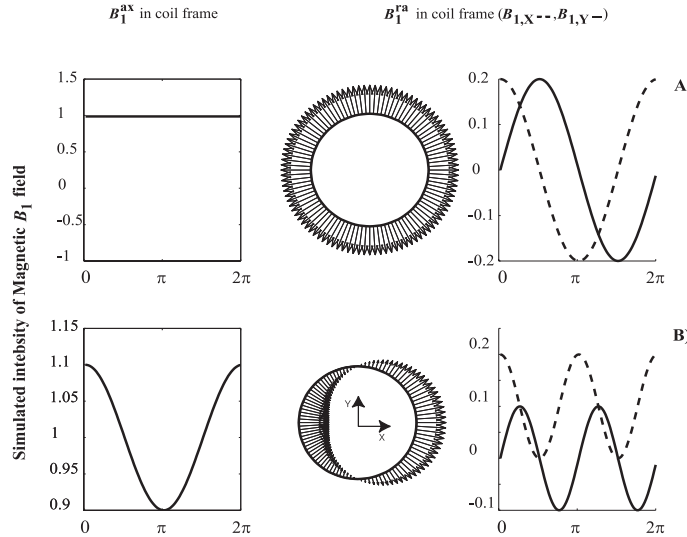 B₁ᵃˣ in coil frame
B₁ʳᵃ in coil frame (B₁,X - - , B₁,Y –)
Simulated intebsity of Magnetic B₁ field
1.5
1
0.5
0
-0.5
-1
0 π 2π
0.2
0.1
0
-0.1
-0.2
0 π 2π
A
1.15
1.1
1.05
1
0.95
0.9
0 π 2π
Y
X
0.2
0.1
0
-0.1
0 π 2π
B)